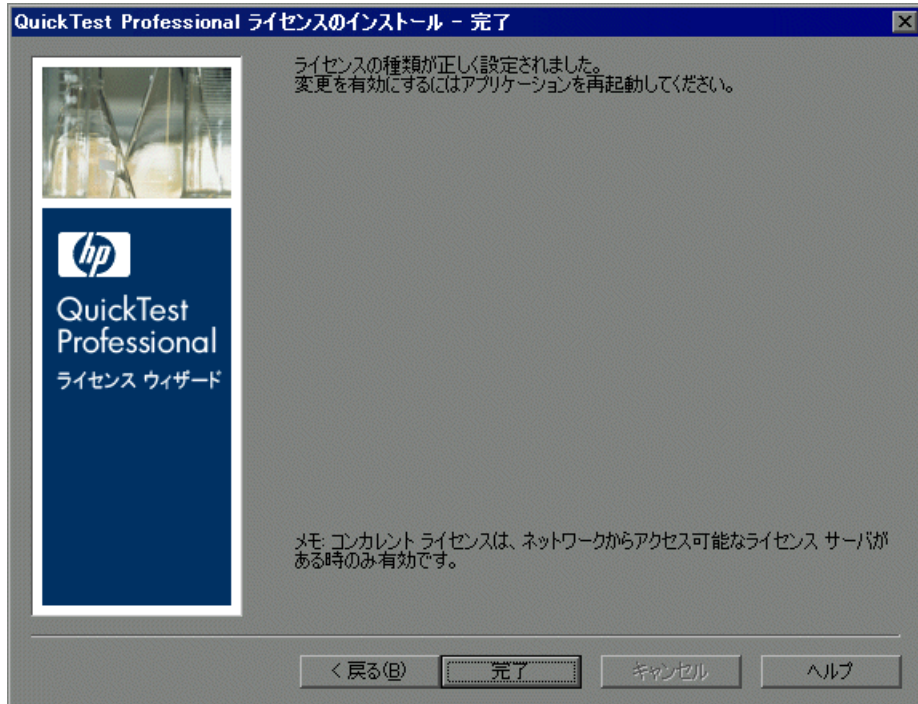 QuickTest Professional ライセンスのインストール - 完了
ライセンスの種類が正しく設定されました。
変更を有効にするにはアプリケーションを再起動してください。
hp
QuickTest
Professional
ライセンス ウィザード
メモ: コンカレント ライセンスは、ネットワークからアクセス可能なライセンス サーバが
ある時のみ有効です。
< 戻る(B)
完了
キャンセル
ヘルプ